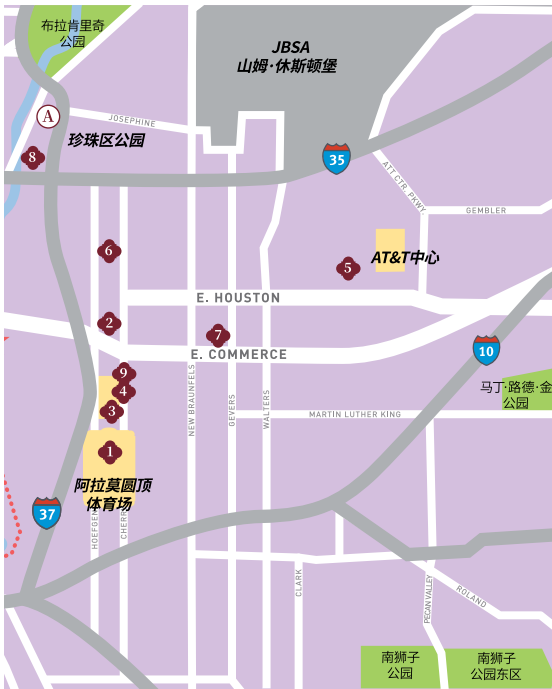 布拉肯里奇
公园
JBSA
山姆·休斯顿堡
A
JOSEPHINE
珍珠区公园
8
35
ATT CTR. PKWY.
GEMBLER
6
AT&T中心
5
E. HOUSTON
2
7
E. COMMERCE
10
9
4
3
NEW BRAUNFELS
GEVERS
WALTERS
马丁·路德·金
公园
MARTIN LUTHER KING
1
阿拉莫圆顶
体育场
37
HOEFGEN
CHERR
CLARK
PECAN VALLEY
ROLAND
南狮子
公园
南狮子
公园东区